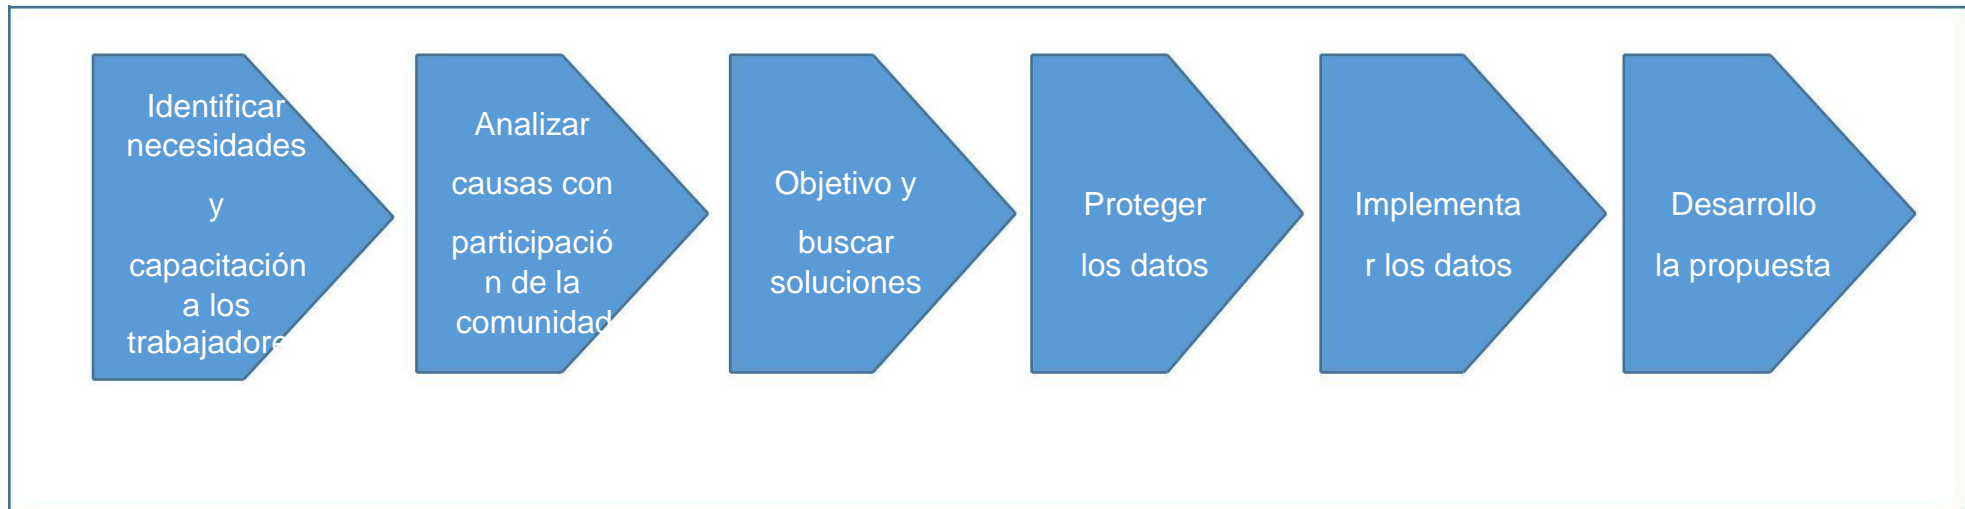 Identificar
necesidades
y
capacitación
a los
trabajadore
Analizar
causas con
participació
n de la
comunidad
Objetivo y
buscar
soluciones
Proteger
los datos
Implementa
r los datos
Desarrollo
la propuesta